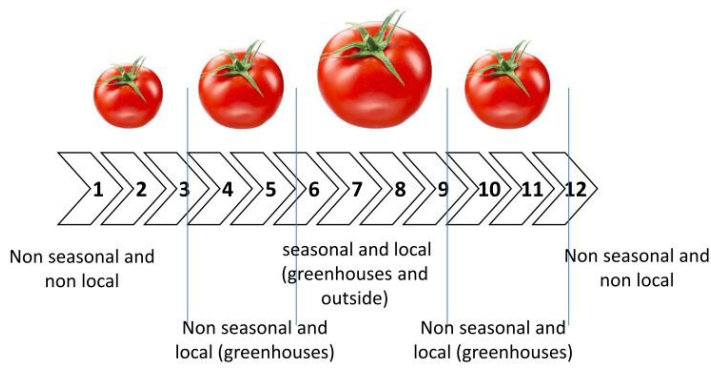 1 2 3 4 5 6 7 8 9 10 11 12
Non seasonal and
non local
seasonal and local
(greenhouses and
outside)
Non seasonal and
non local
Non seasonal and
local (greenhouses)
Non seasonal and
local (greenhouses)